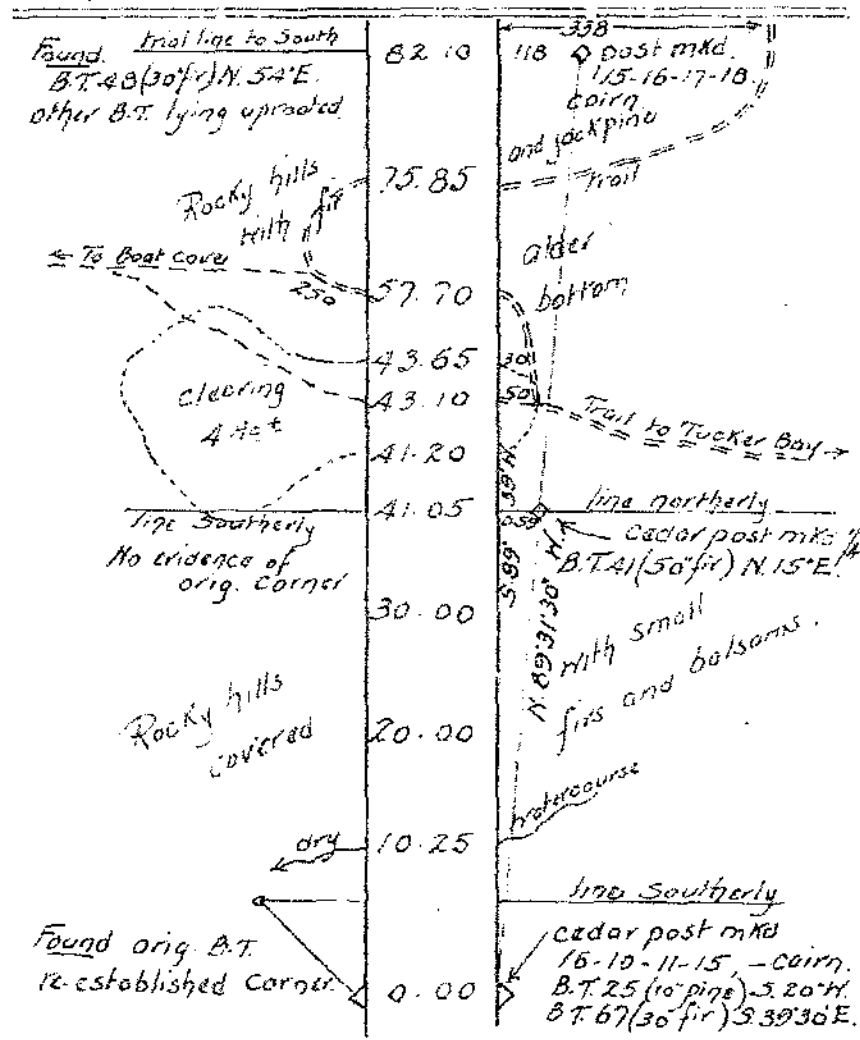 338
Found. trial line to South 82.10 118 post mkd.
B.T. 48 (30" fir) N. 54°E. 15-16-17-18.
other B.T. lying uprooted. cairn
and jackpine
Rocky hills 75.85 trail
with fir
← To Boat cove alder
250 57.70 bottom
43.65 30
clearing 43.10 50 Trail to Tucker Bay →
4 Ac±
41.20
41.05 059 line northerly
line Southerly cedar post mkd 1/4
No evidence of B.T. 41 (50" fir) N. 15°E.
orig. Corner
S. 89° 39' W.
N. 89°31'30" W.
30.00 with small
firs and balsams.
Rocky hills 20.00
covered
watercourse
dry 10.25
line Southerly
Found orig. B.T. cedar post mkd
re-established Corner. 0.00 16-10-11-15, - cairn.
B.T. 25 (10" pine) S. 20°W.
B.T. 67 (30" fir) S. 39°30'E.